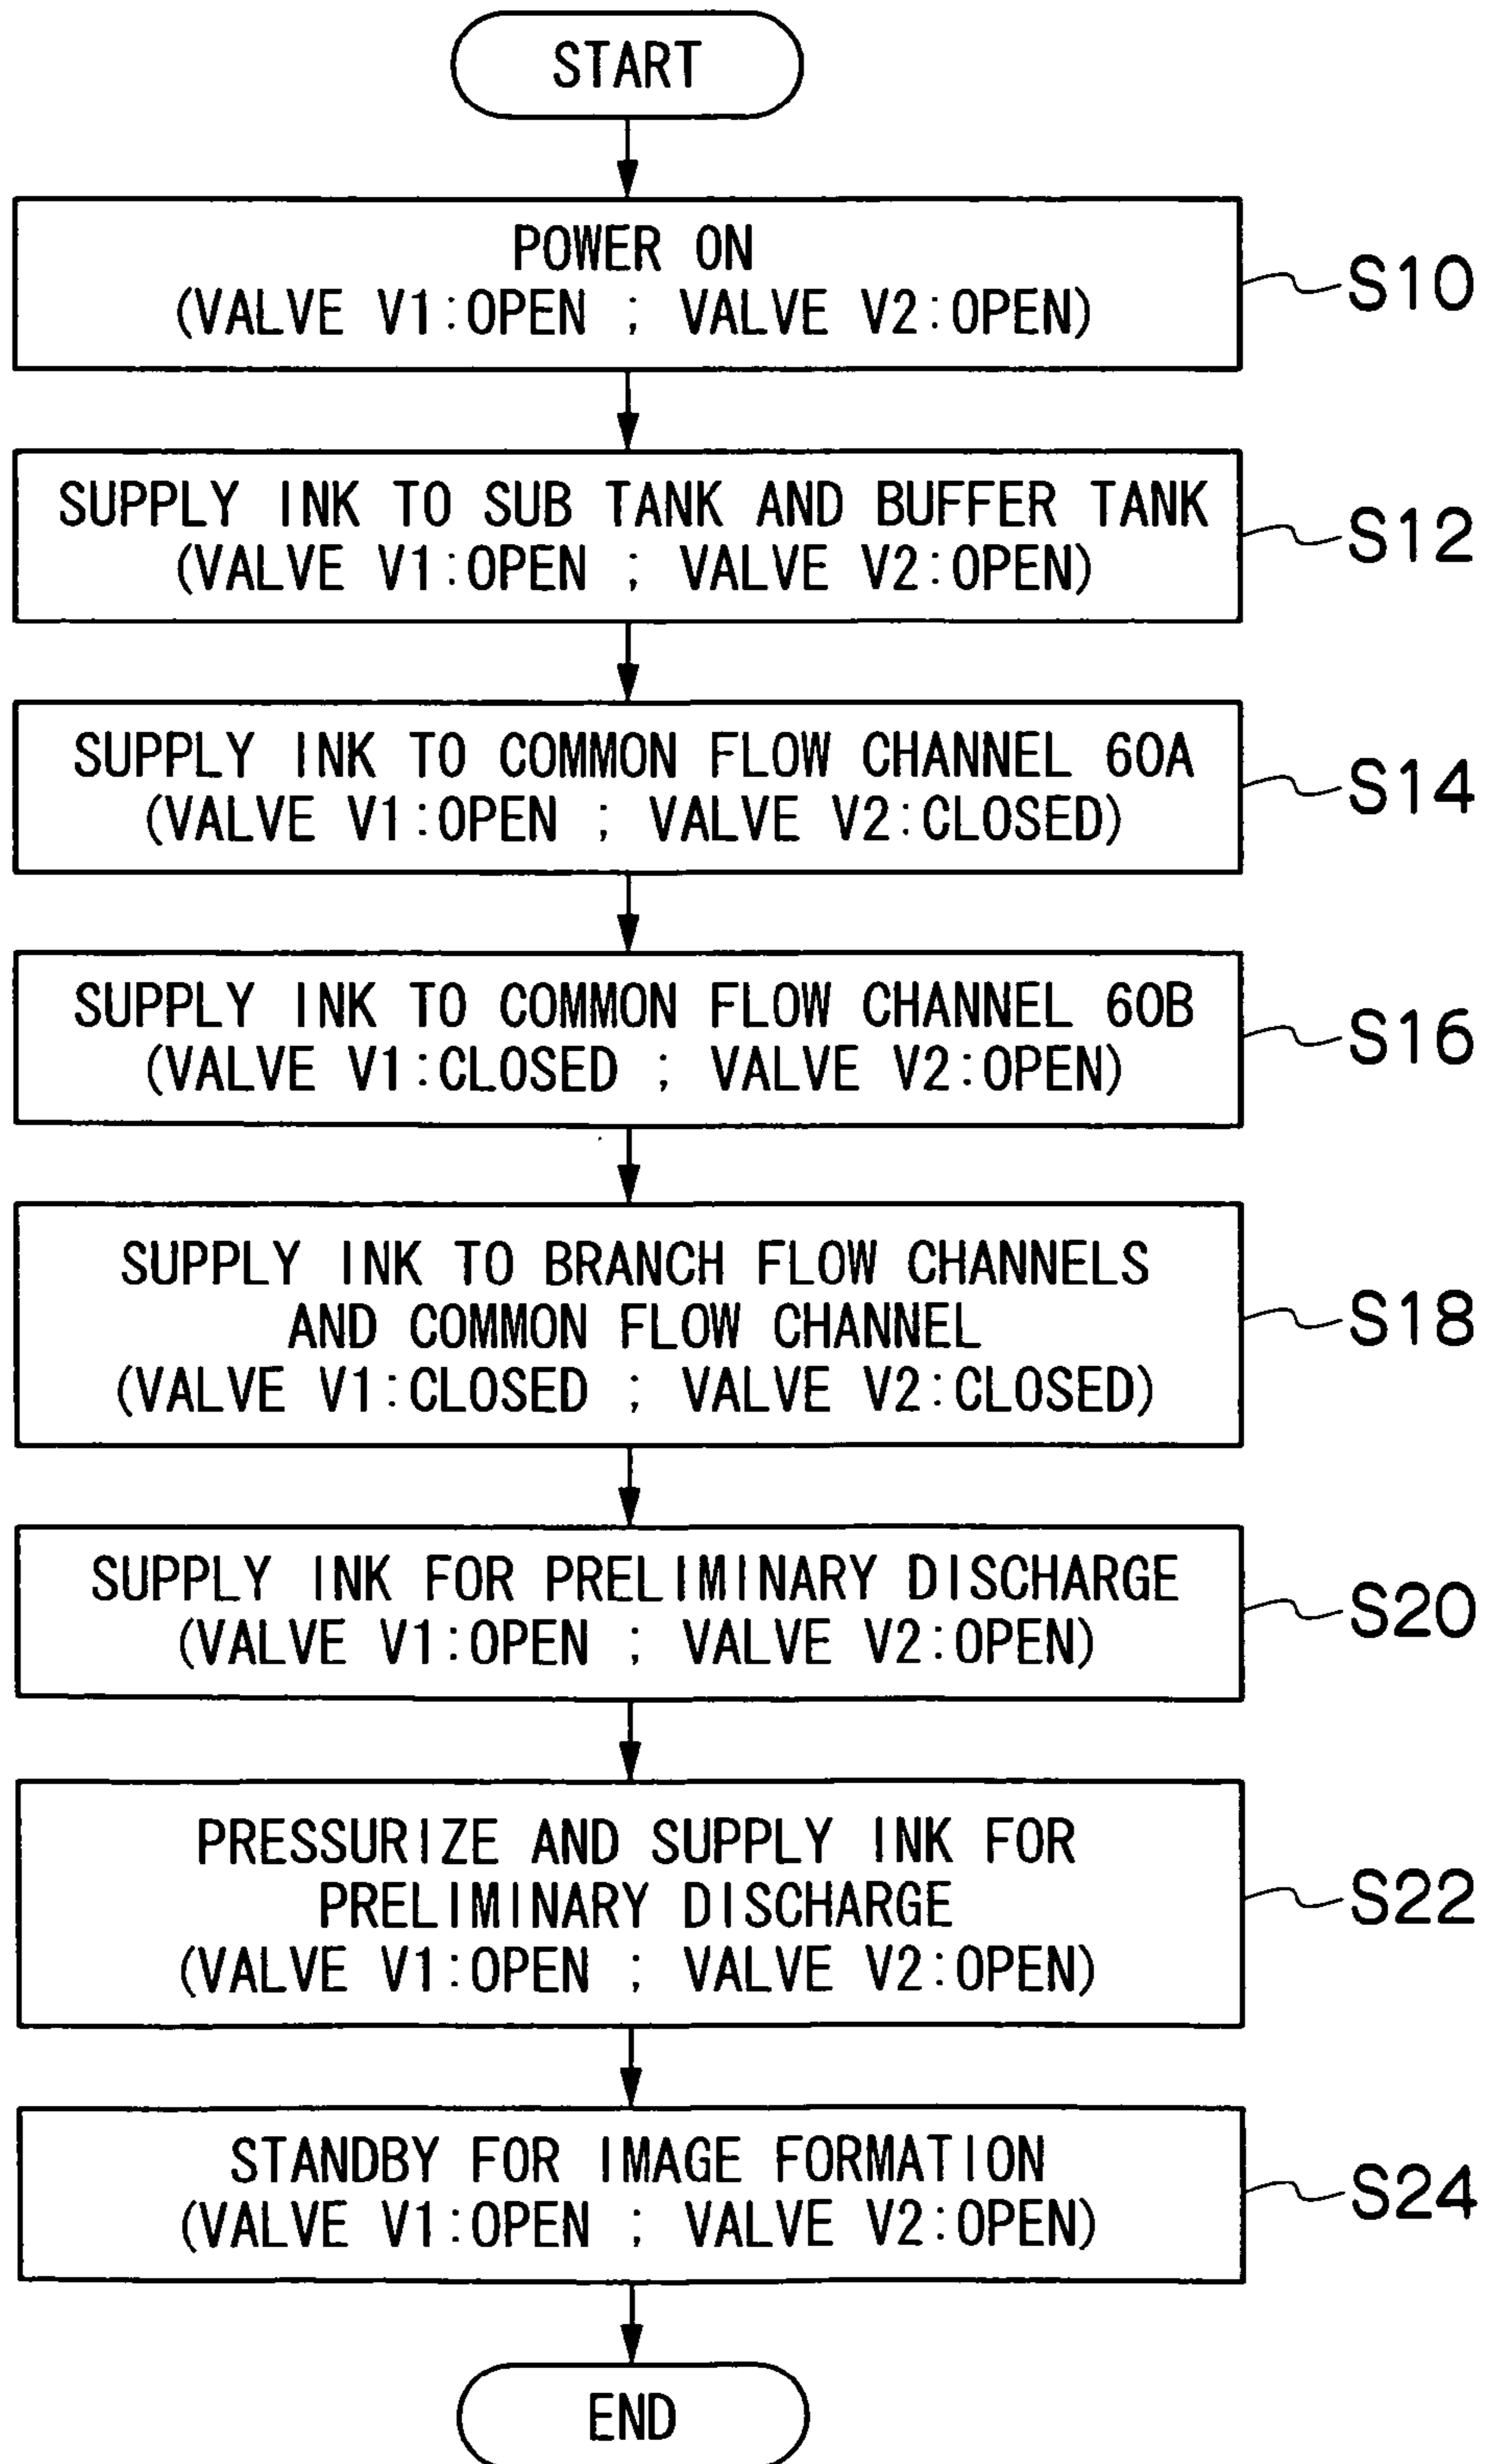 START
POWER ON
(VALVE V1:OPEN ; VALVE V2:OPEN)
S10
SUPPLY INK TO SUB TANK AND BUFFER TANK
(VALVE V1:OPEN ; VALVE V2:OPEN)
S12
SUPPLY INK TO COMMON FLOW CHANNEL 60A
(VALVE V1:OPEN ; VALVE V2:CLOSED)
S14
SUPPLY INK TO COMMON FLOW CHANNEL 60B
(VALVE V1:CLOSED ; VALVE V2:OPEN)
S16
SUPPLY INK TO BRANCH FLOW CHANNELS
AND COMMON FLOW CHANNEL
(VALVE V1:CLOSED ; VALVE V2:CLOSED)
S18
SUPPLY INK FOR PRELIMINARY DISCHARGE
(VALVE V1:OPEN ; VALVE V2:OPEN)
S20
PRESSURIZE AND SUPPLY INK FOR
PRELIMINARY DISCHARGE
(VALVE V1:OPEN ; VALVE V2:OPEN)
S22
STANDBY FOR IMAGE FORMATION
(VALVE V1:OPEN ; VALVE V2:OPEN)
S24
END